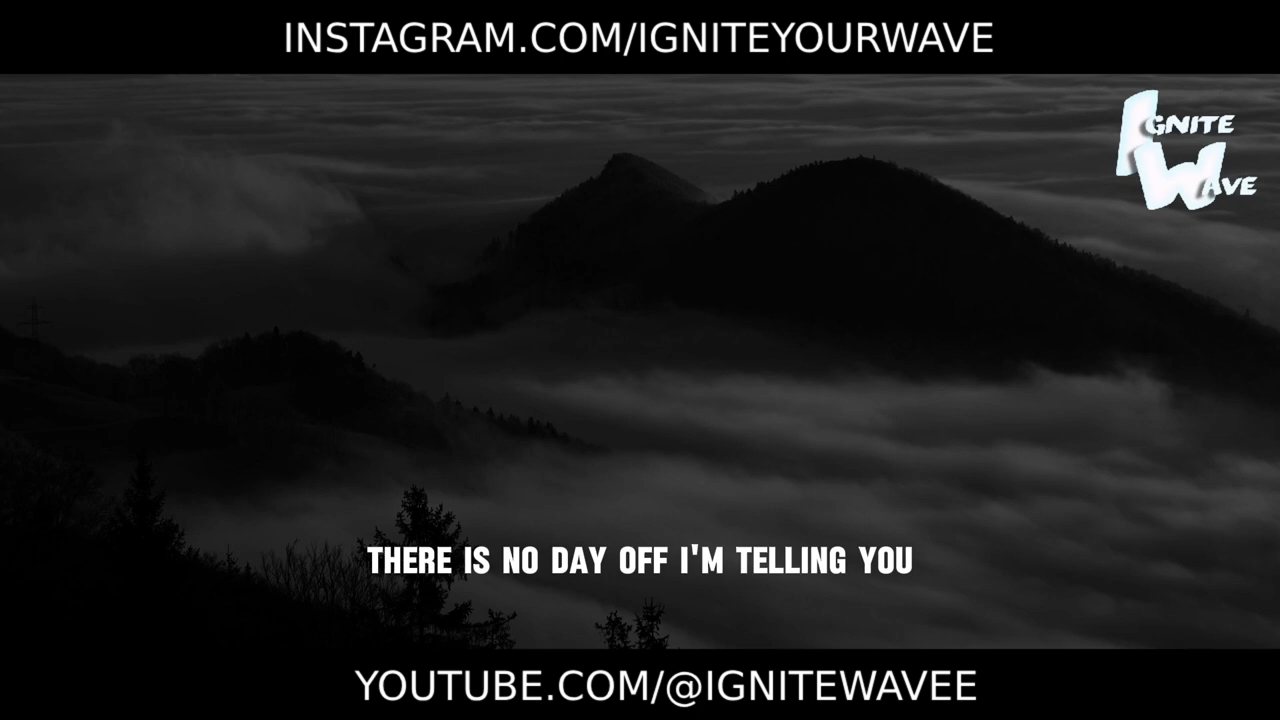 INSTAGRAM.COM/IGNITEYOURWAVE
IGNITE
WAVE
THERE IS NO DAY OFF I'M TELLING YOU
YOUTUBE.COM/@IGNITEWAVEE